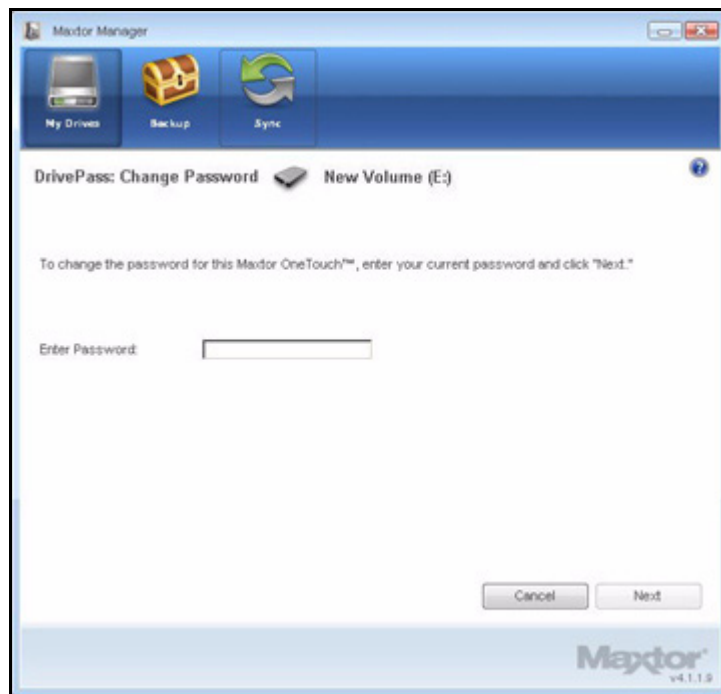 Maxtor Manager
My Drives
Backup
Sync
DrivePass: Change Password
New Volume (E:)
?
To change the password for this Maxtor OneTouch™, enter your current password and click "Next."
Enter Password:
Cancel
Next
Maxtor
v4.1.1.9